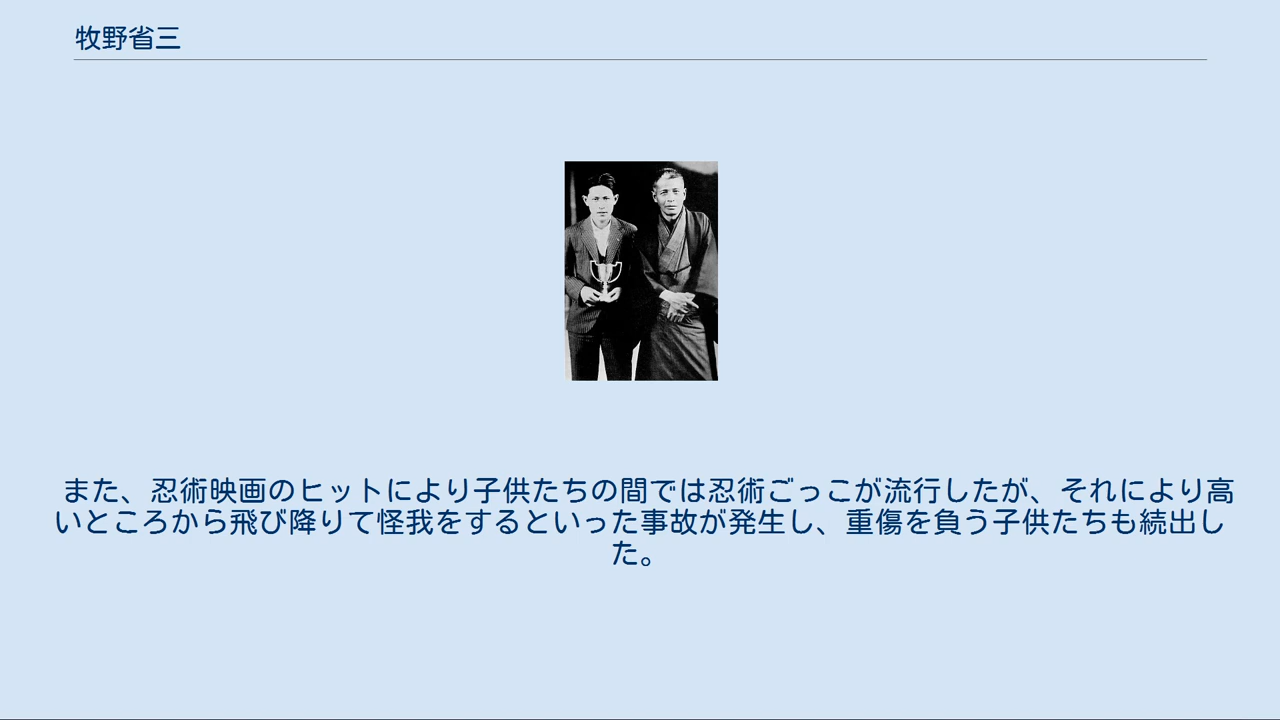 牧野省三
また、忍術映画のヒットにより子供たちの間では忍術ごっこが流行したが、それにより高
いところから飛び降りて怪我をするといった事故が発生し、重傷を負う子供たちも続出し
た。